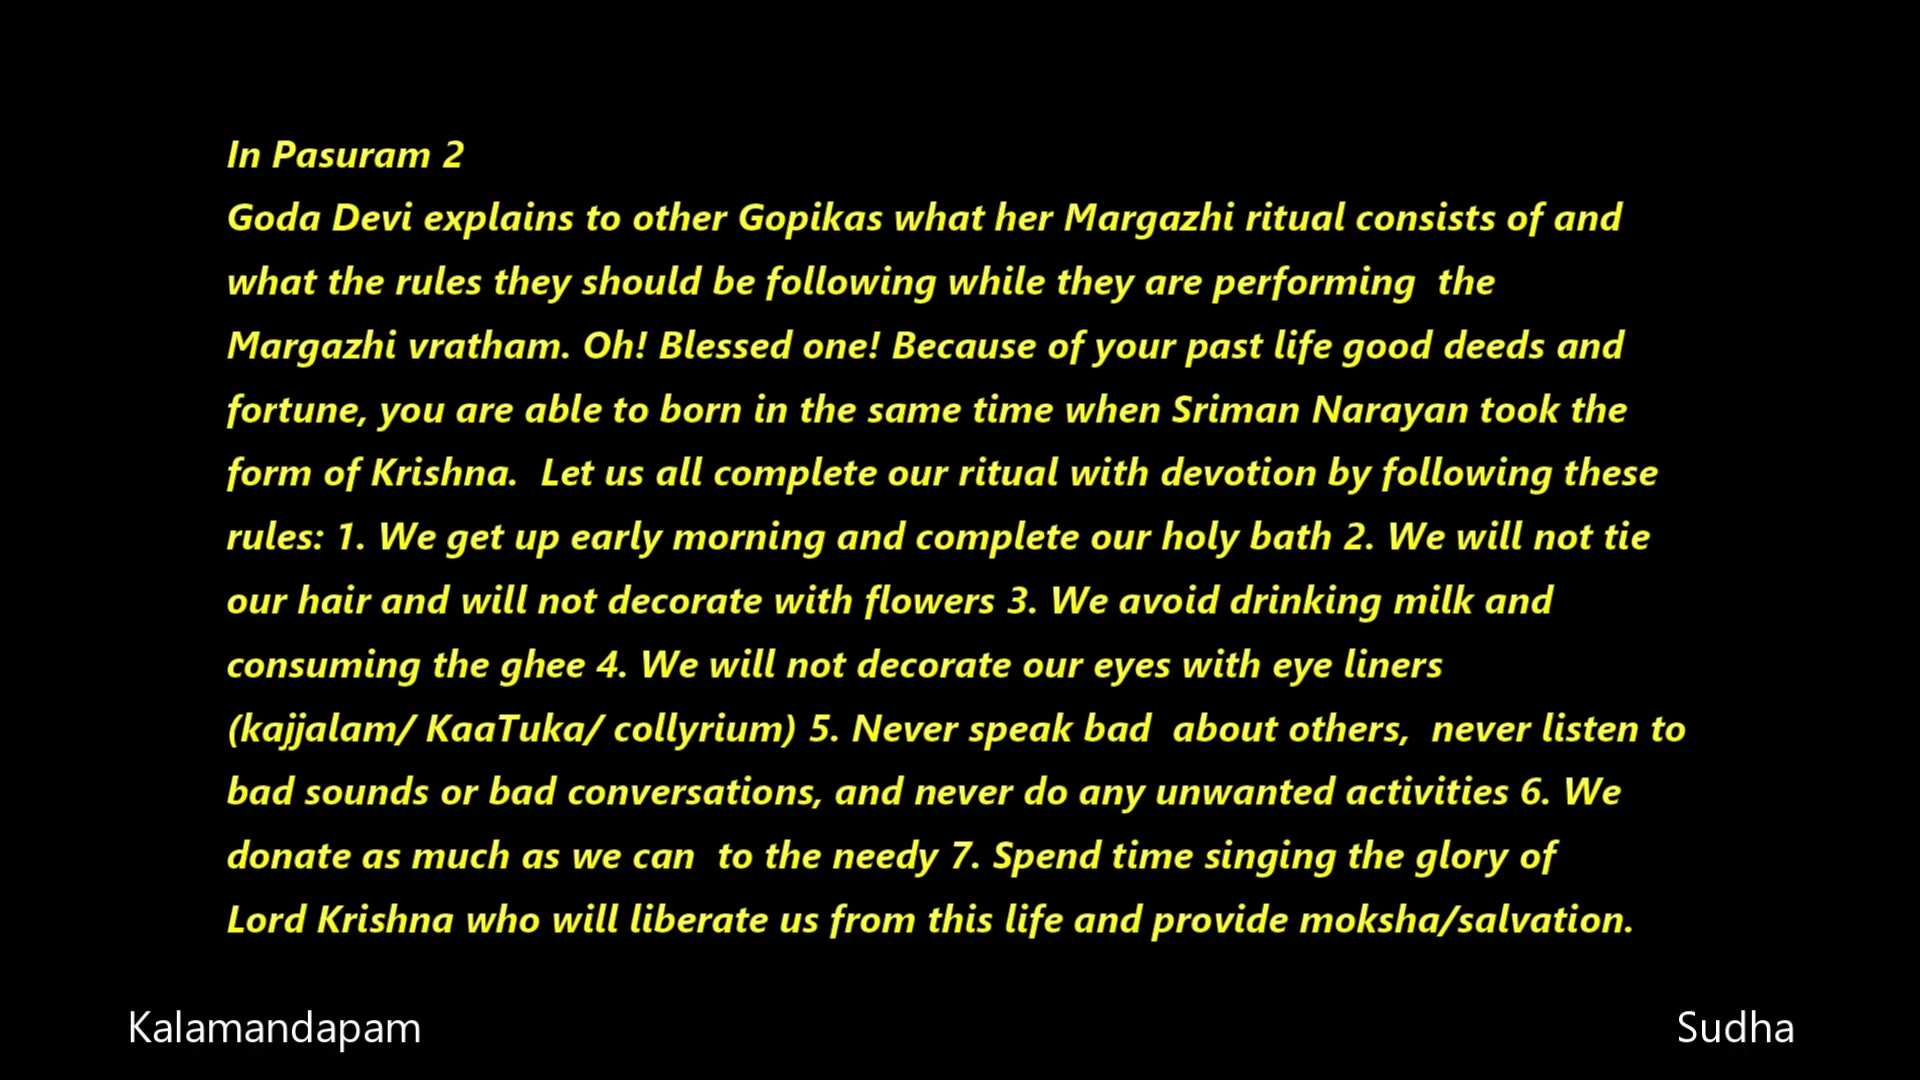 In Pasuram 2
Goda Devi explains to other Gopikas what her Margazhi ritual consists of and
what the rules they should be following while they are performing  the
Margazhi vratham. Oh! Blessed one! Because of your past life good deeds and
fortune, you are able to born in the same time when Sriman Narayan took the
form of Krishna.  Let us all complete our ritual with devotion by following these
rules: 1. We get up early morning and complete our holy bath 2. We will not tie
our hair and will not decorate with flowers 3. We avoid drinking milk and
consuming the ghee 4. We will not decorate our eyes with eye liners
(kajjalam/ KaaTuka/ collyrium) 5. Never speak bad  about others,  never listen to
bad sounds or bad conversations, and never do any unwanted activities 6. We
donate as much as we can  to the needy 7. Spend time singing the glory of
Lord Krishna who will liberate us from this life and provide moksha/salvation.
Kalamandapam
Sudha